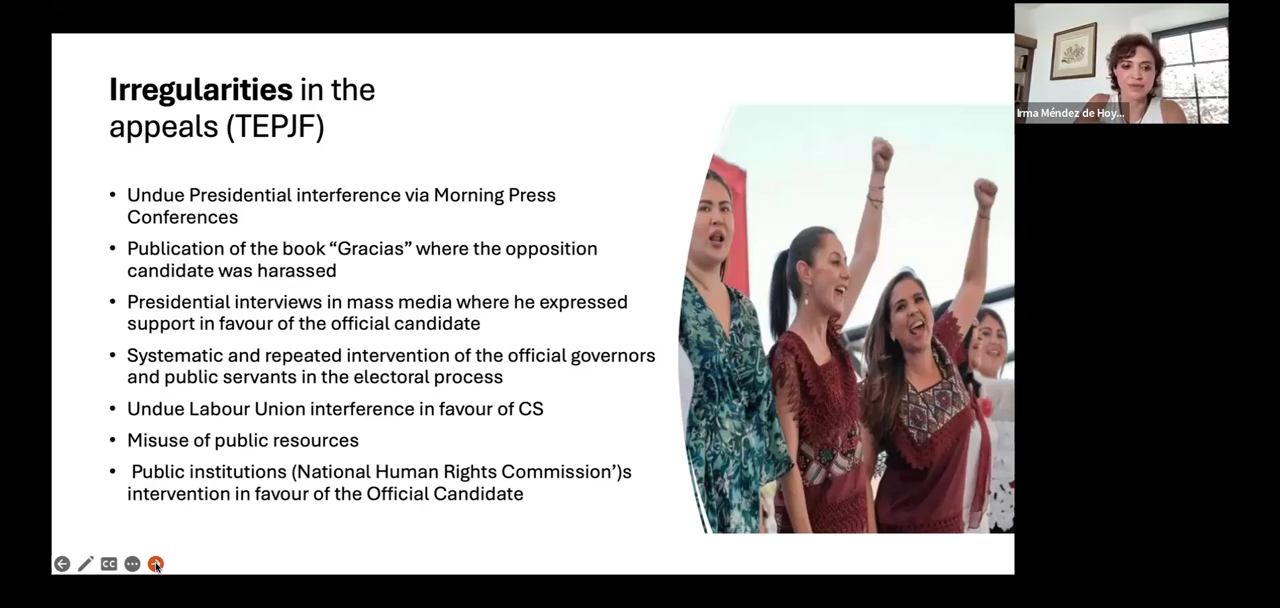 Irregularities in the
appeals (TEPJF)
• Undue Presidential interference via Morning Press
Conferences
• Publication of the book “Gracias” where the opposition
candidate was harassed
• Presidential interviews in mass media where he expressed
support in favour of the official candidate
• Systematic and repeated intervention of the official governors
and public servants in the electoral process
• Undue Labour Union interference in favour of CS
• Misuse of public resources
• Public institutions (National Human Rights Commission’)s
intervention in favour of the Official Candidate
CC
Irma Méndez de Hoy...